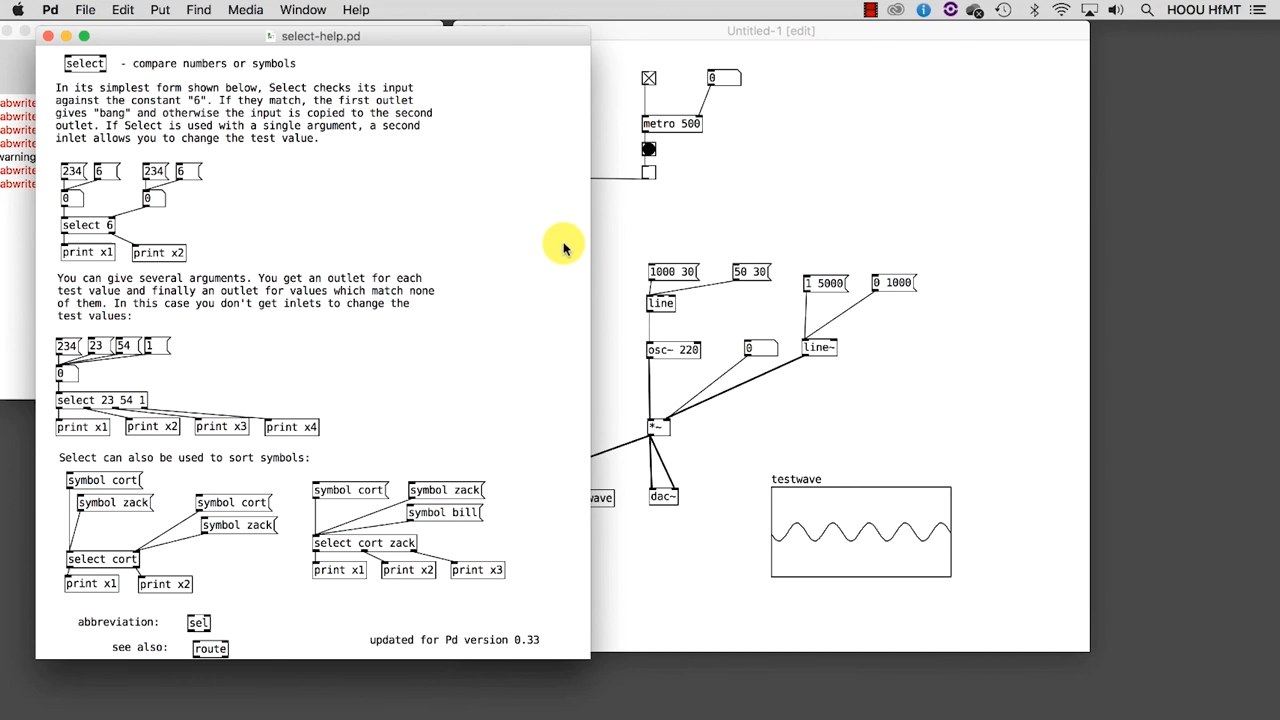 Pd File Edit Put Find Media Window Help HOOU HfMT
select-help.pd
Untitled-1 [edit]
select - compare numbers or symbols
In its simplest form shown below, Select checks its input
against the constant "6". If they match, the first outlet
gives "bang" and otherwise the input is copied to the second
outlet. If Select is used with a single argument, a second
inlet allows you to change the test value.
234 6 234 6
0 0
select 6
print x1 print x2
You can give several arguments. You get an outlet for each
test value and finally an outlet for values which match none
of them. In this case you don't get inlets to change the
test values:
234 23 54 1
0
select 23 54 1
print x1 print x2 print x3 print x4
Select can also be used to sort symbols:
symbol cort
symbol zack symbol cort
symbol zack
select cort
print x1 print x2
symbol cort symbol zack
symbol bill
select cort zack
print x1 print x2 print x3
abbreviation: sel
see also: route
updated for Pd version 0.33
abwrite
abwrite
abwrite
abwrite
warning
abwrite
abwrite
0
metro 500
1000 30 50 30
line
1 5000 0 1000
osc~ 220 0 line~
*~
wave dac~
testwave